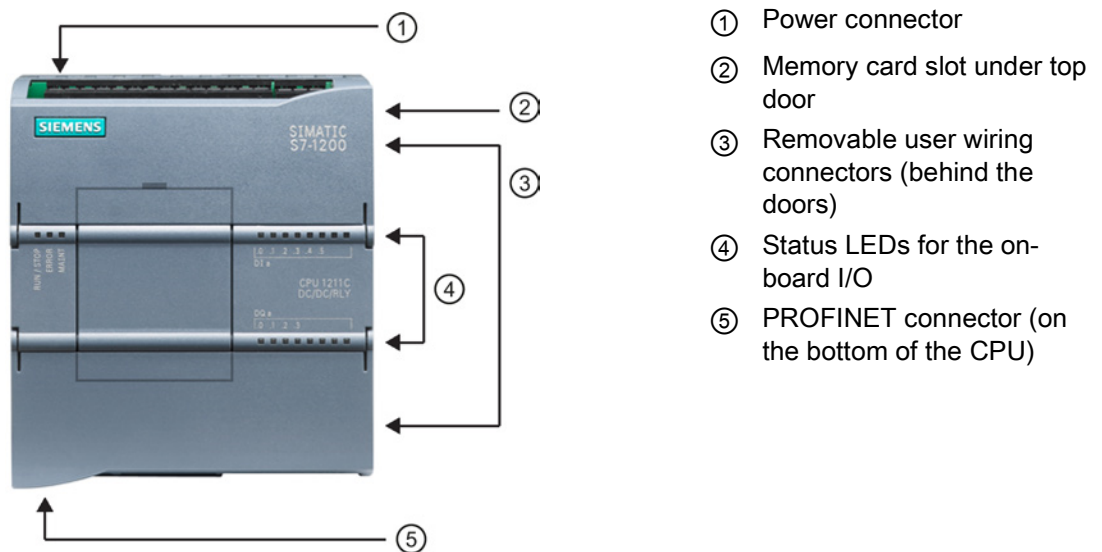 ①
②
③
④
⑤
SIEMENS
SIMATIC
S7-1200
RUN / STOP
ERROR
MAINT
0 .1 .2 .3 .4 .5
DI a
CPU 1211C
DC/DC/RLY
DQ a
0 .1 .2 .3
① Power connector
② Memory card slot under top
door
③ Removable user wiring
connectors (behind the
doors)
④ Status LEDs for the on-
board I/O
⑤ PROFINET connector (on
the bottom of the CPU)